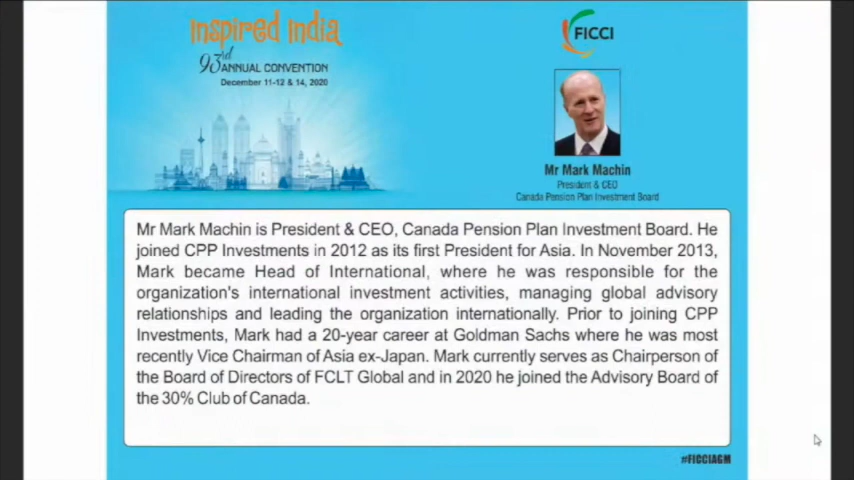 Inspired India
93rd ANNUAL CONVENTION
December 11-12 & 14, 2020
FICCI
Mr Mark Machin
President & CEO
Canada Pension Plan Investment Board
Mr Mark Machin is President & CEO, Canada Pension Plan Investment Board. He
joined CPP Investments in 2012 as its first President for Asia. In November 2013,
Mark became Head of International, where he was responsible for the
organization's international investment activities, managing global advisory
relationships and leading the organization internationally. Prior to joining CPP
Investments, Mark had a 20-year career at Goldman Sachs where he was most
recently Vice Chairman of Asia ex-Japan. Mark currently serves as Chairperson of
the Board of Directors of FCLT Global and in 2020 he joined the Advisory Board of
the 30% Club of Canada.
#FICCIAGM